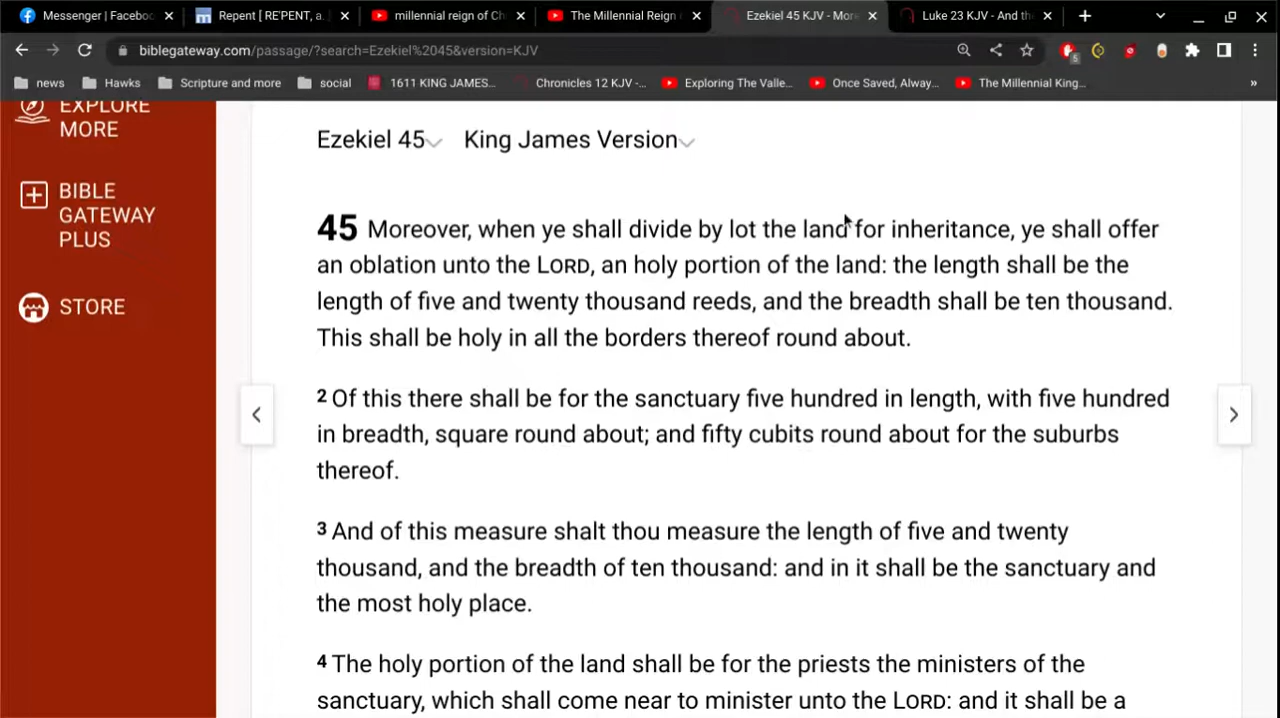 Messenger | Faceboo
Repent [ RE'PENT, a.
millennial reign of Ch
The Millennial Reign
Ezekiel 45 KJV - More
Luke 23 KJV - And the
biblegateway.com/passage/?search=Ezekiel%2045&version=KJV
5
news
Hawks
Scripture and more
social
1611 KING JAMES...
Chronicles 12 KJV -...
Exploring The Valle...
Once Saved, Alway...
The Millennial King...
»
EXPLORE
MORE
BIBLE
GATEWAY
PLUS
STORE
Ezekiel 45 King James Version
45 Moreover, when ye shall divide by lot the land for inheritance, ye shall offer
an oblation unto the LORD, an holy portion of the land: the length shall be the
length of five and twenty thousand reeds, and the breadth shall be ten thousand.
This shall be holy in all the borders thereof round about.
2 Of this there shall be for the sanctuary five hundred in length, with five hundred
in breadth, square round about; and fifty cubits round about for the suburbs
thereof.
3 And of this measure shalt thou measure the length of five and twenty
thousand, and the breadth of ten thousand: and in it shall be the sanctuary and
the most holy place.
4 The holy portion of the land shall be for the priests the ministers of the
sanctuary, which shall come near to minister unto the LORD: and it shall be a